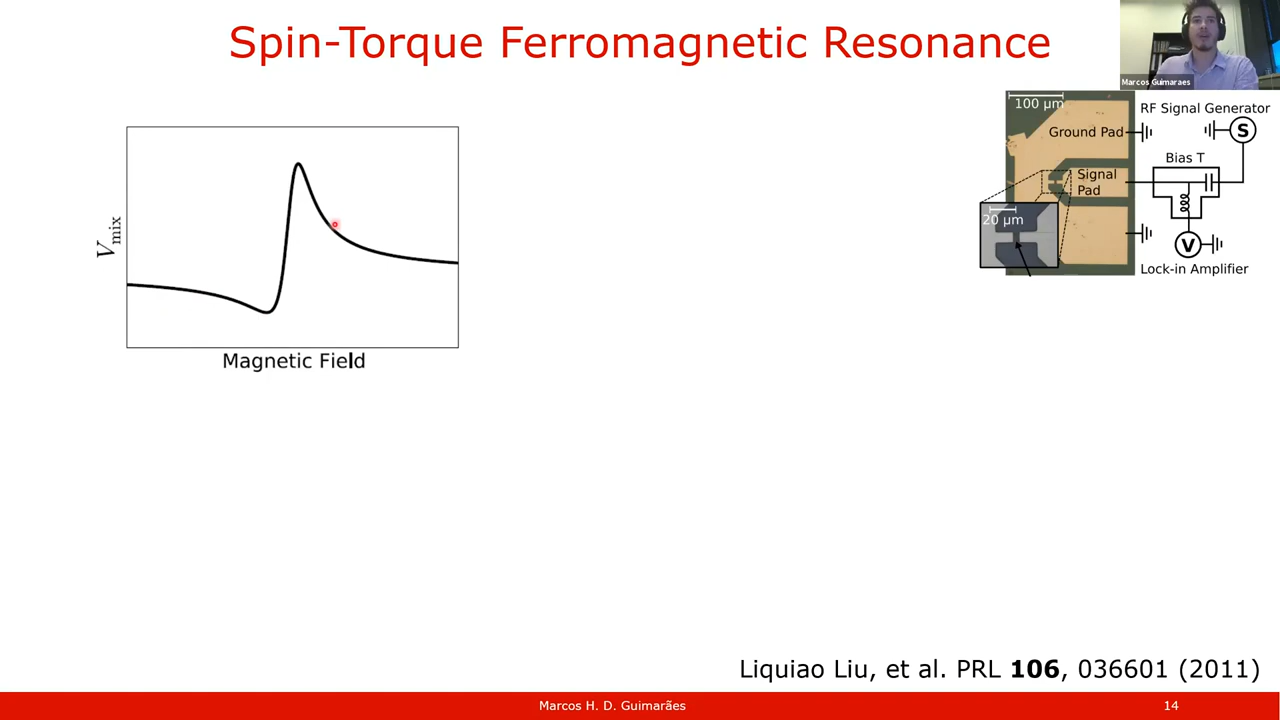 Spin-Torque Ferromagnetic Resonance
Marcos Guimaraes
V mix
Magnetic Field
100 μm
Ground Pad
Signal
Pad
20 μm
RF Signal Generator
S
Bias T
V
Lock-in Amplifier
Liquiao Liu, et al. PRL 106, 036601 (2011)
Marcos H. D. Guimarães
14